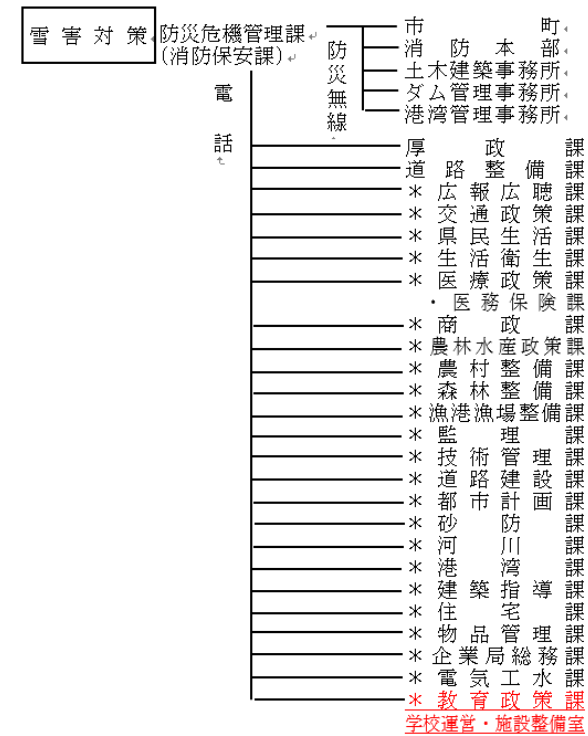 雪害対策
防災危機管理課
(消防保安課)
電話
防災無線
市町
消防本部
土木建築事務所
ダム管理事務所
港湾管理事務所
厚政課
道路整備課
＊広報広聴課
＊交通政策課
＊県民生活課
＊生活衛生課
＊医療政策課
・医務保険課
＊商政課
＊農林水産政策課
＊農村整備課
＊森林整備課
＊漁港漁場整備課
＊監理課
＊技術管理課
＊道路建設課
＊都市計画課
＊砂防課
＊河川課
＊港湾課
＊建築指導課
＊住宅課
＊物品管理課
＊企業局総務課
＊電気工水課
＊教育政策課
学校運営・施設整備室